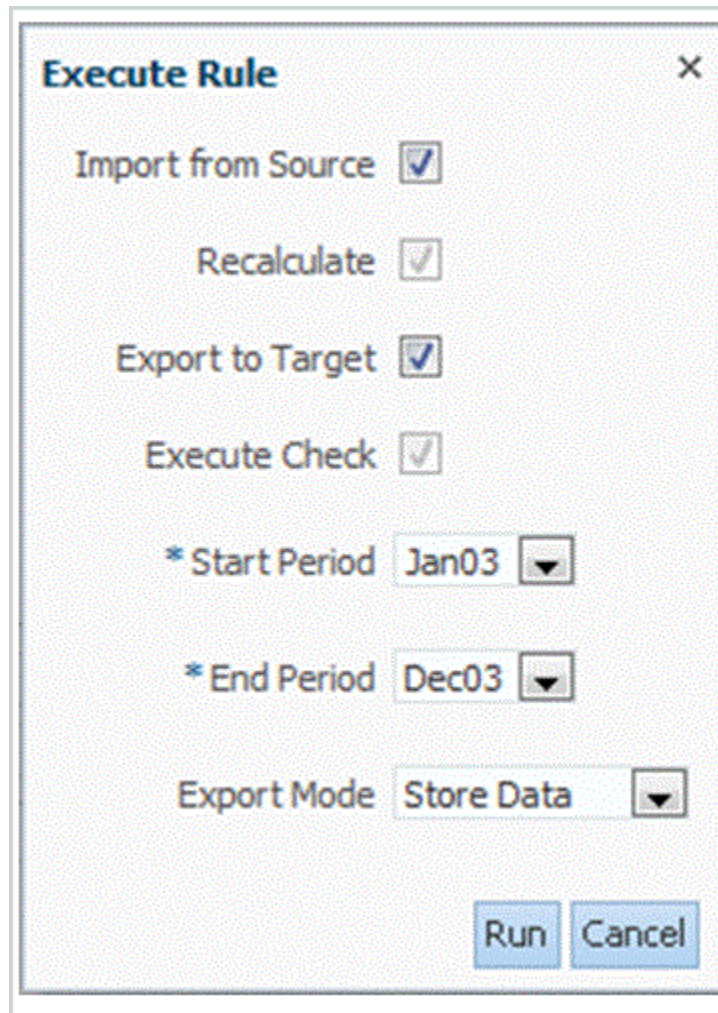 Execute Rule
Import from Source
Recalculate
Export to Target
Execute Check
* Start Period Jan03
* End Period Dec03
Export Mode Store Data
Run Cancel